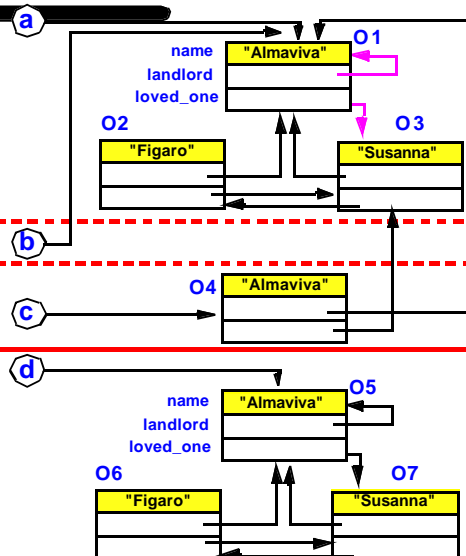 a
O1
name "Almaviva"
landlord
loved_one
O2 O3
"Figaro" "Susanna"
b
O4 "Almaviva"
c
d
O5
name "Almaviva"
landlord
loved_one
O6 O7
"Figaro" "Susanna"